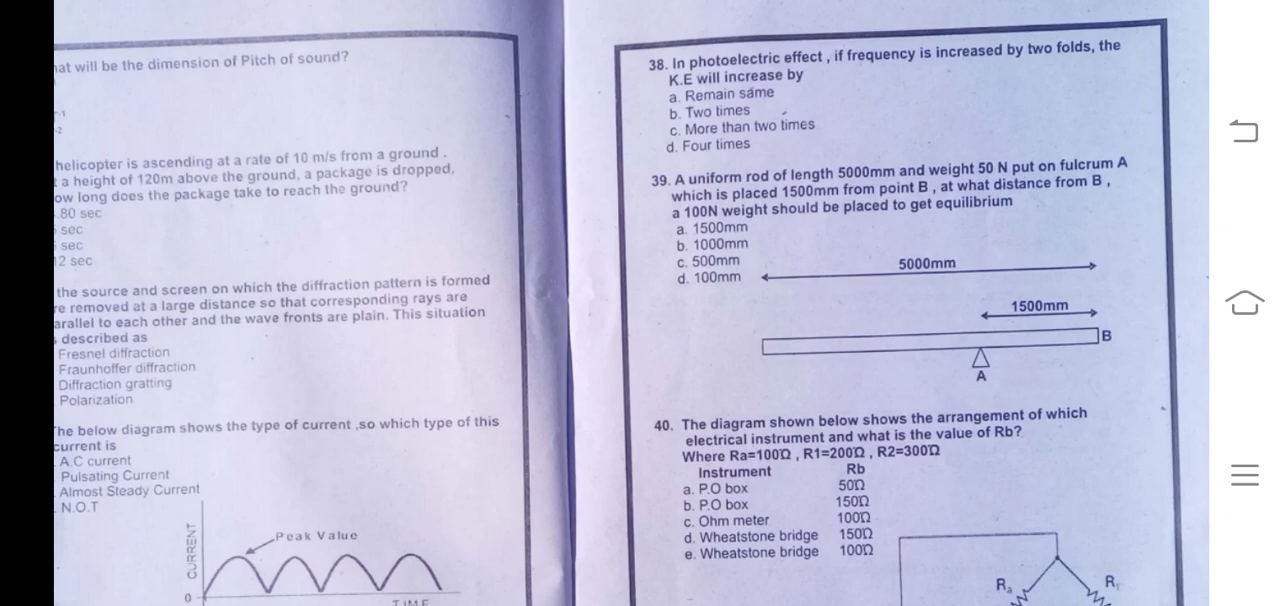 at will be the dimension of Pitch of sound?
-1
-2
helicopter is ascending at a rate of 10 m/s from a ground .
a height of 120m above the ground, a package is dropped.
ow long does the package take to reach the ground?
.80 sec
sec
sec
2 sec
the source and screen on which the diffraction pattern is formed
re removed at a large distance so that corresponding rays are
arallel to each other and the wave fronts are plain. This situation
described as
Fresnel diffraction
Fraunhoffer diffraction
Diffraction gratting
Polarization
The below diagram shows the type of current ,so which type of this
current is
A.C current
Pulsating Current
Almost Steady Current
N.O.T
CURRENT
Peak Value
0
TIME
38. In photoelectric effect , if frequency is increased by two folds, the
K.E will increase by
a. Remain same
b. Two times
c. More than two times
d. Four times
39. A uniform rod of length 5000mm and weight 50 N put on fulcrum A
which is placed 1500mm from point B , at what distance from B ,
a 100N weight should be placed to get equilibrium
a. 1500mm
b. 1000mm
c. 500mm
d. 100mm
5000mm
1500mm
B
A
40. The diagram shown below shows the arrangement of which
electrical instrument and what is the value of Rb?
Where Ra=100Ω , R1=200Ω , R2=300Ω
Instrument Rb
a. P.O box 50Ω
b. P.O box 150Ω
c. Ohm meter 100Ω
d. Wheatstone bridge 150Ω
e. Wheatstone bridge 100Ω
Ra R1